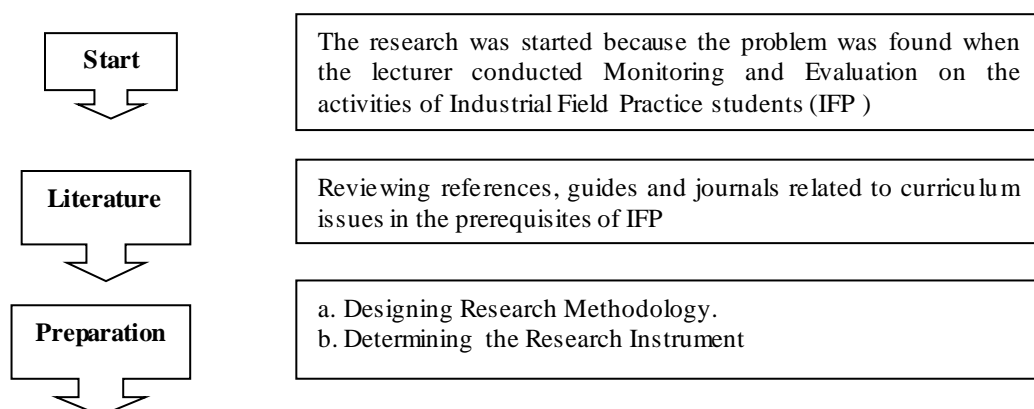 Start
The research was started because the problem was found when
the lecturer conducted Monitoring and Evaluation on the
activities of Industrial Field Practice students (IFP )
Literature
Reviewing references, guides and journals related to curriculum
issues in the prerequisites of IFP
Preparation
a. Designing Research Methodology.
b. Determining the Research Instrument